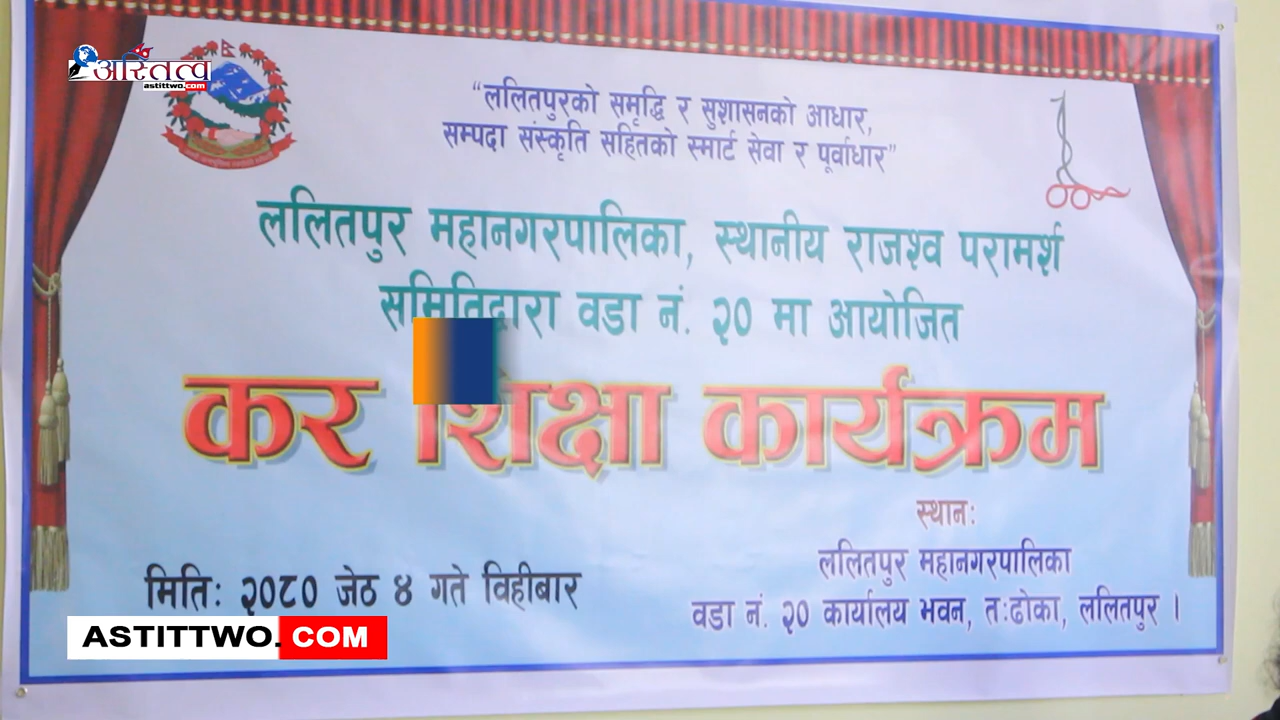 अस्तित्व
astittwo.com
“ललितपुरको समृद्धि र सुशासनको आधार,
सम्पदा संस्कृति सहितको स्मार्ट सेवा र पूर्वाधार”
ललितपुर महानगरपालिका, स्थानीय राजश्व परामर्श
समितिद्वारा वडा नं. २० मा आयोजित
कर शिक्षा कार्यक्रम
स्थानः
ललितपुर महानगरपालिका
वडा नं. २० कार्यालय भवन, तःढोका, ललितपुर ।
मितिः २०८० जेठ ४ गते विहीबार
ASTITTWO.COM